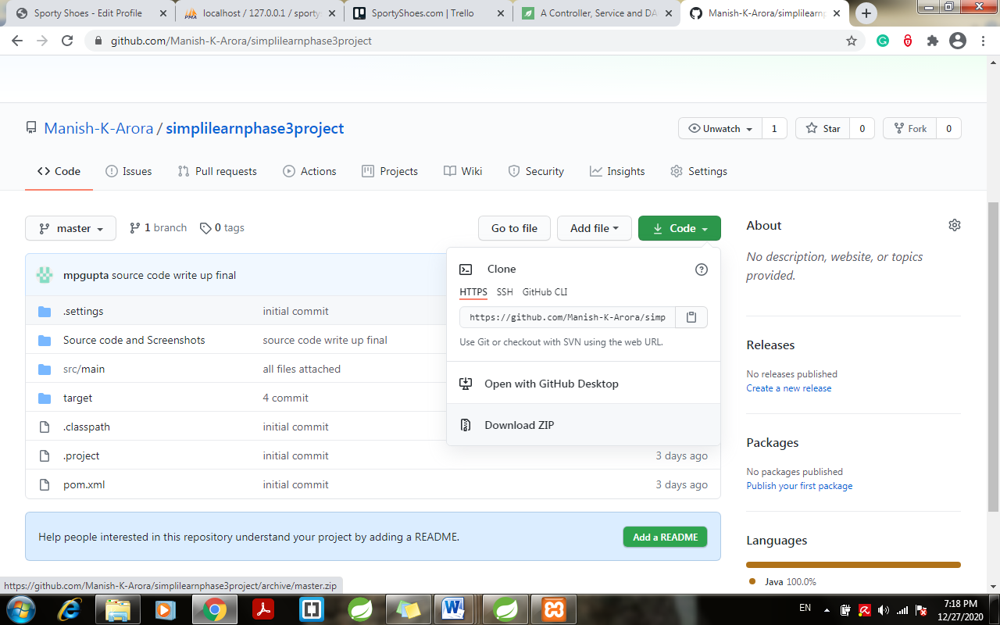 Sporty Shoes - Edit Profile
localhost / 127.0.0.1 / sporty
SportyShoes.com | Trello
A Controller, Service and DA
Manish-K-Arora/simplilearnp
github.com/Manish-K-Arora/simplilearnphase3project
Manish-K-Arora / simplilearnphase3project
Unwatch 1 Star 0 Fork 0
Code Issues Pull requests Actions Projects Wiki Security Insights Settings
master 1 branch 0 tags Go to file Add file Code
About
No description, website, or topics
provided.
mpgupta source code write up final
Clone
HTTPS SSH GitHub CLI
https://github.com/Manish-K-Arora/simp
Use Git or checkout with SVN using the web URL.
Open with GitHub Desktop
Download ZIP
.settings initial commit
Source code and Screenshots source code write up final
src/main all files attached
target 4 commit
.classpath initial commit
.project initial commit 3 days ago
pom.xml initial commit 3 days ago
Releases
No releases published
Create a new release
Packages
No packages published
Publish your first package
Languages
Java 100.0%
Help people interested in this repository understand your project by adding a README. Add a README
https://github.com/Manish-K-Arora/simplilearnphase3project/archive/master.zip
EN
7:18 PM
12/27/2020